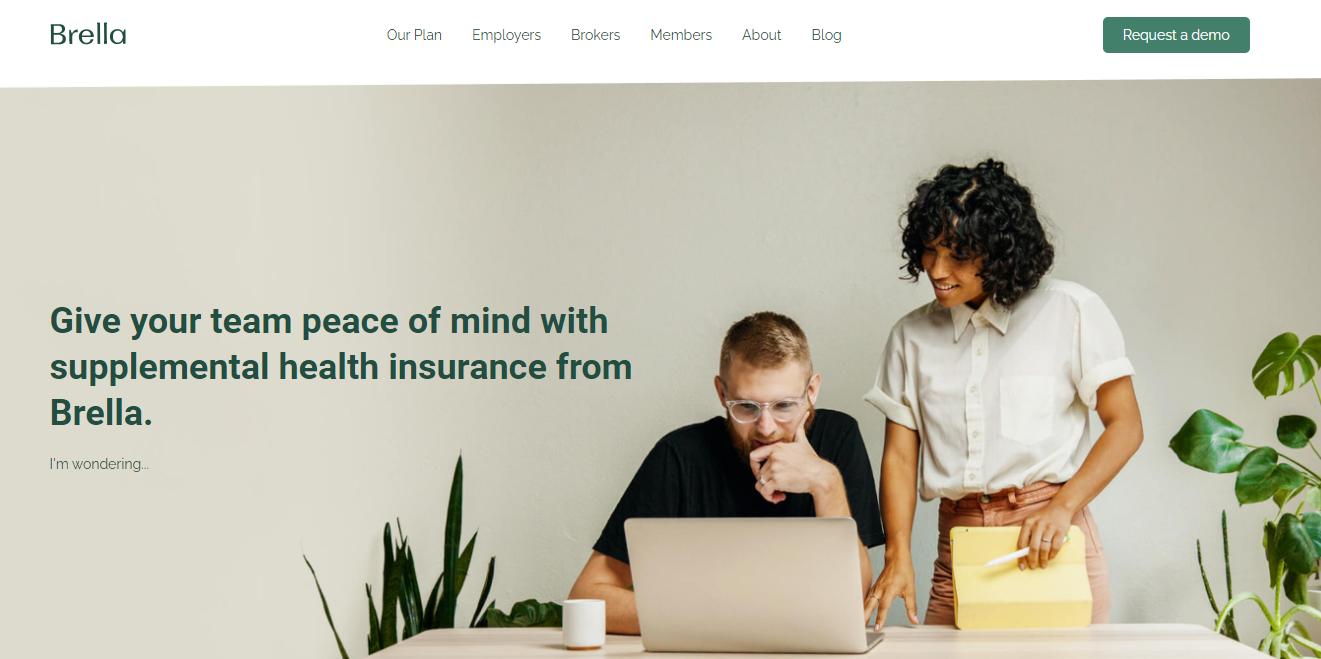 Brella
Our Plan
Employers
Brokers
Members
About
Blog
Request a demo
Give your team peace of mind with
supplemental health insurance from
Brella.
I'm wondering...